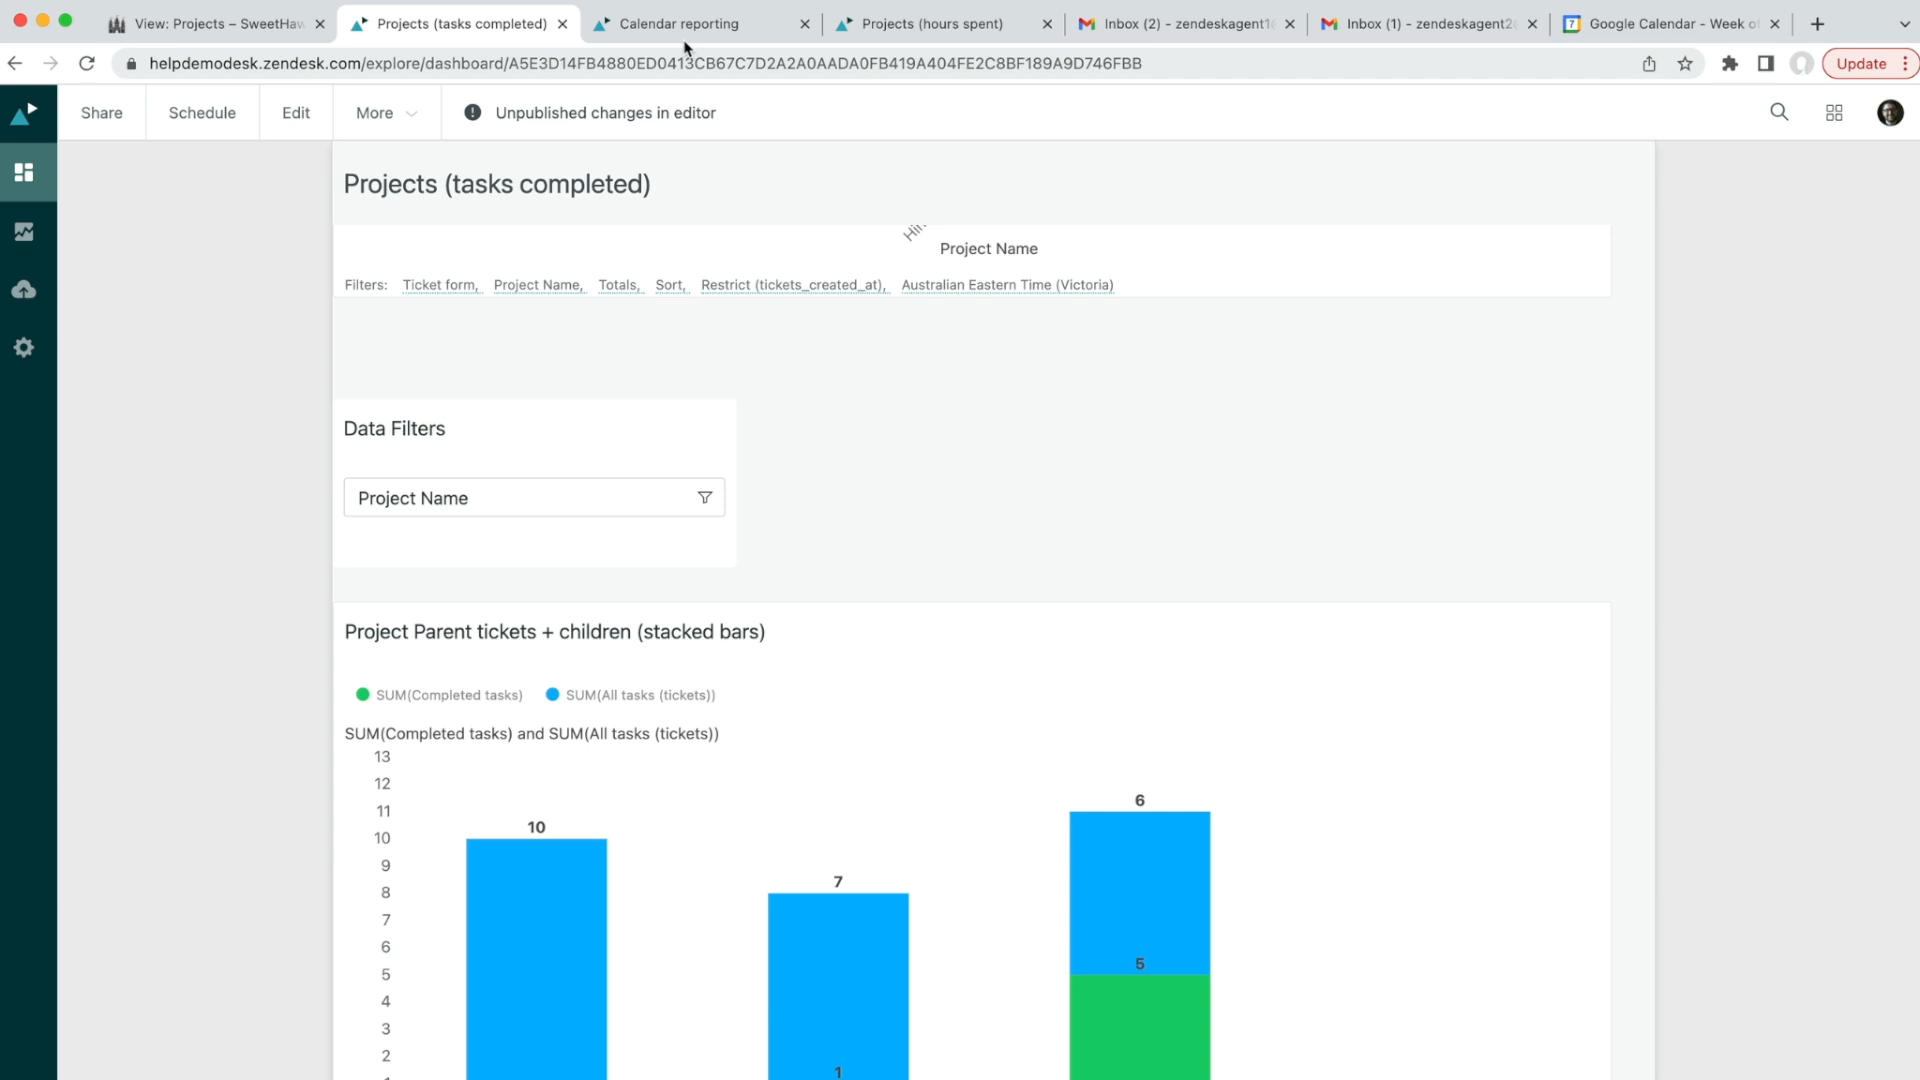 View: Projects – SweetHaw
Projects (tasks completed)
Calendar reporting
Projects (hours spent)
Inbox (2) - zendeskagent1
Inbox (1) - zendeskagent2
7
Google Calendar - Week of
helpdemodesk.zendesk.com/explore/dashboard/A5E3D14FB4880ED0413CB67C7D2A2A0AADA0FB419A404FE2C8BF189A9D746FBB
Update
Share
Schedule
Edit
More
Unpublished changes in editor
Projects (tasks completed)
Project Name
Filters: Ticket form, Project Name, Totals, Sort, Restrict (tickets_created_at), Australian Eastern Time (Victoria)
Data Filters
Project Name
Project Parent tickets + children (stacked bars)
SUM(Completed tasks) SUM(All tasks (tickets))
SUM(Completed tasks) and SUM(All tasks (tickets))
13
12
11
10
9
8
7
6
5
4
3
2
10
7
1
6
5